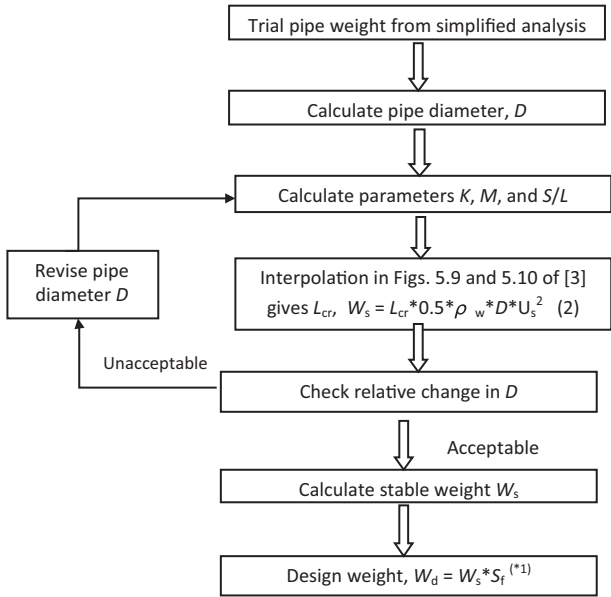 Trial pipe weight from simplified analysis
Calculate pipe diameter, D
Calculate parameters K, M, and S/L
Revise pipe
diameter D
Interpolation in Figs. 5.9 and 5.10 of [3]
gives Lcr, Ws = Lcr*0.5*ρ w*D*Us² (2)
Unacceptable
Check relative change in D
Acceptable
Calculate stable weight Ws
Design weight, Wd = Ws*Sf (*1)